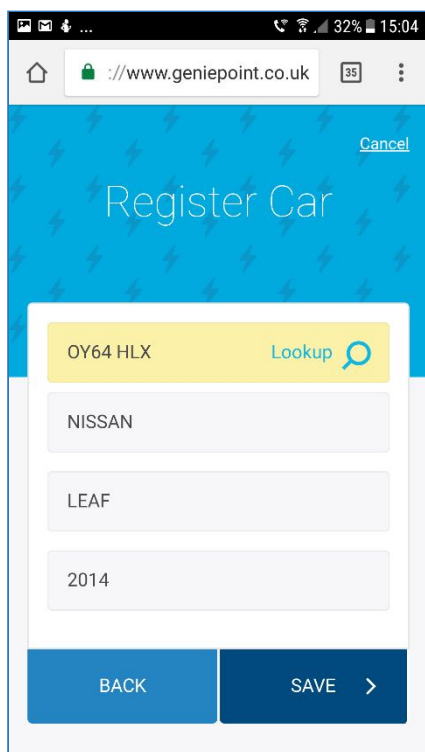 ... 32% 15:04
://www.geniepoint.co.uk 35
Cancel
Register Car
OY64 HLX Lookup
NISSAN
LEAF
2014
BACK SAVE